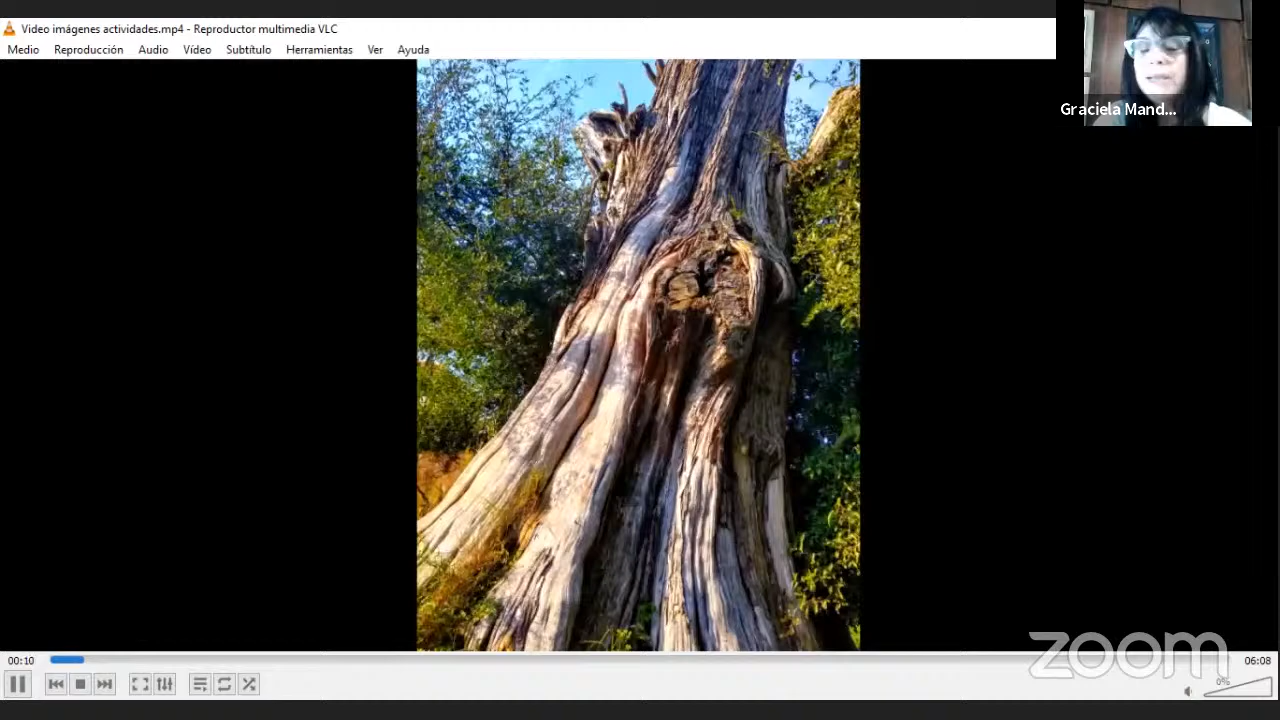 Video imágenes actividades.mp4 - Reproductor multimedia VLC
Medio Reproducción Audio Vídeo Subtítulo Herramientas Ver Ayuda
Graciela Mand...
00:10
06:08
zoom
0%